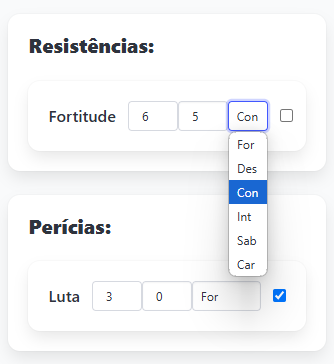 Resistências:
Fortitude 6 5 Con
For
Des
Con
Int
Sab
Car
Perícias:
Luta 3 0 For